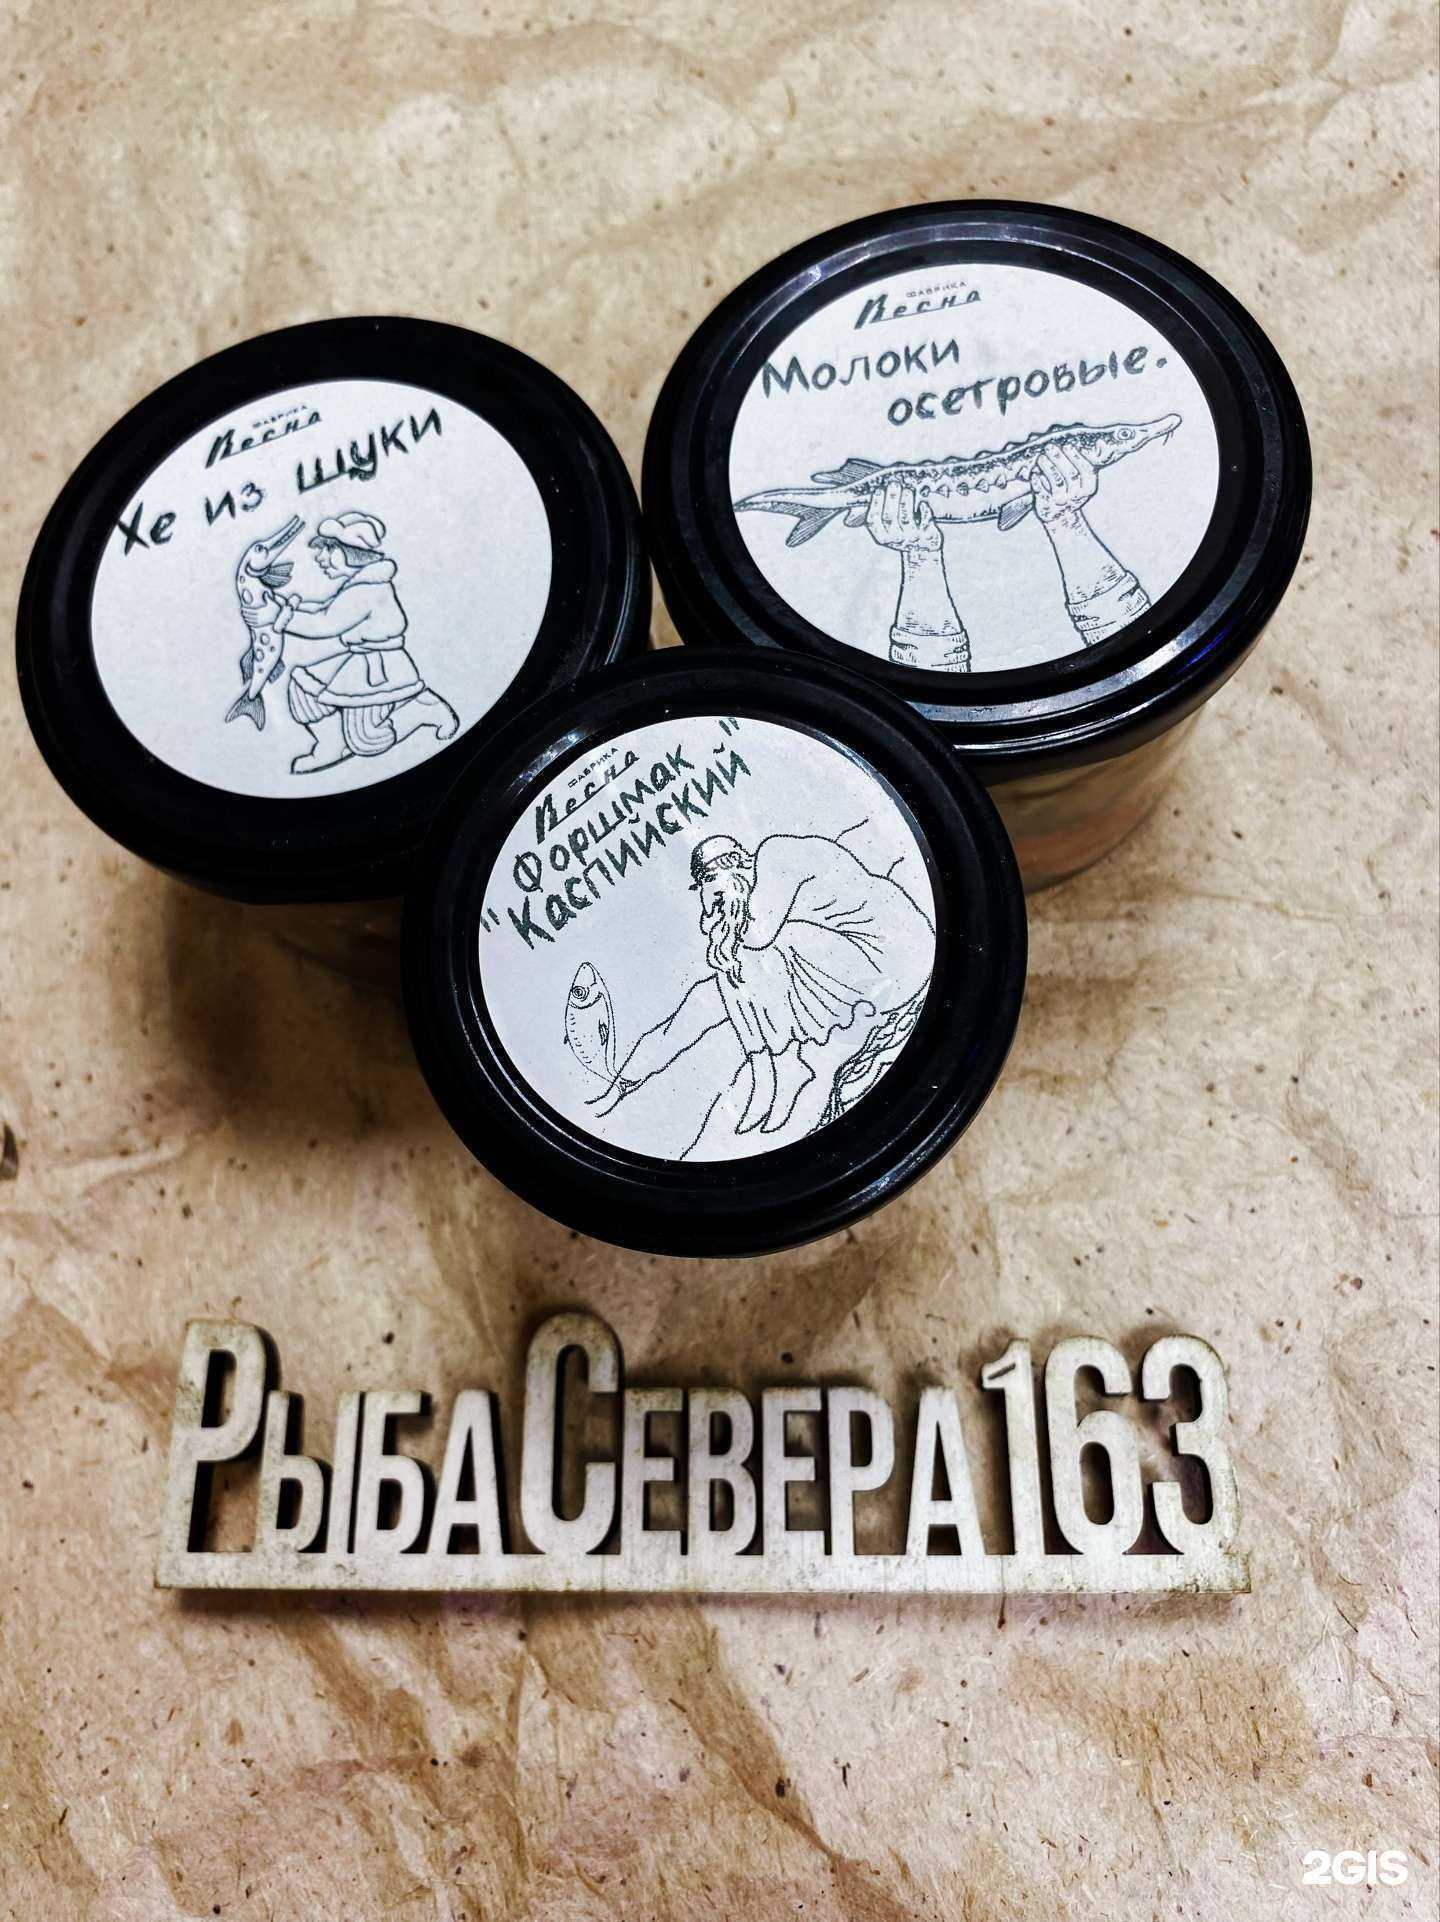 ФАБРИКА
Весна
Хе из щуки
ФАБРИКА
Весна
Молоки
осетровые.
ФАБРИКА
Весна
Форшмак
"Каспийский"
РЫБАСЕВЕРА163
2GIS